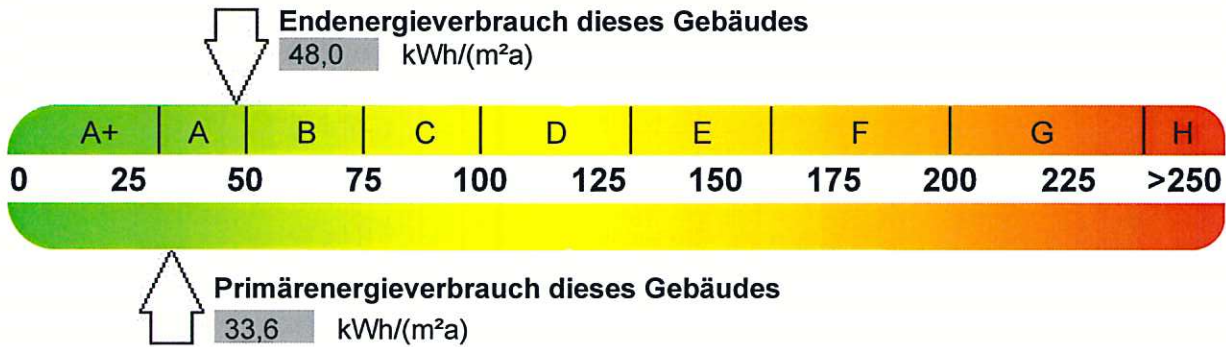 Endenergieverbrauch dieses Gebäudes
48,0 kWh/(m²a)
A+ A B C D E F G H
0 25 50 75 100 125 150 175 200 225 >250
Primärenergieverbrauch dieses Gebäudes
33,6 kWh/(m²a)